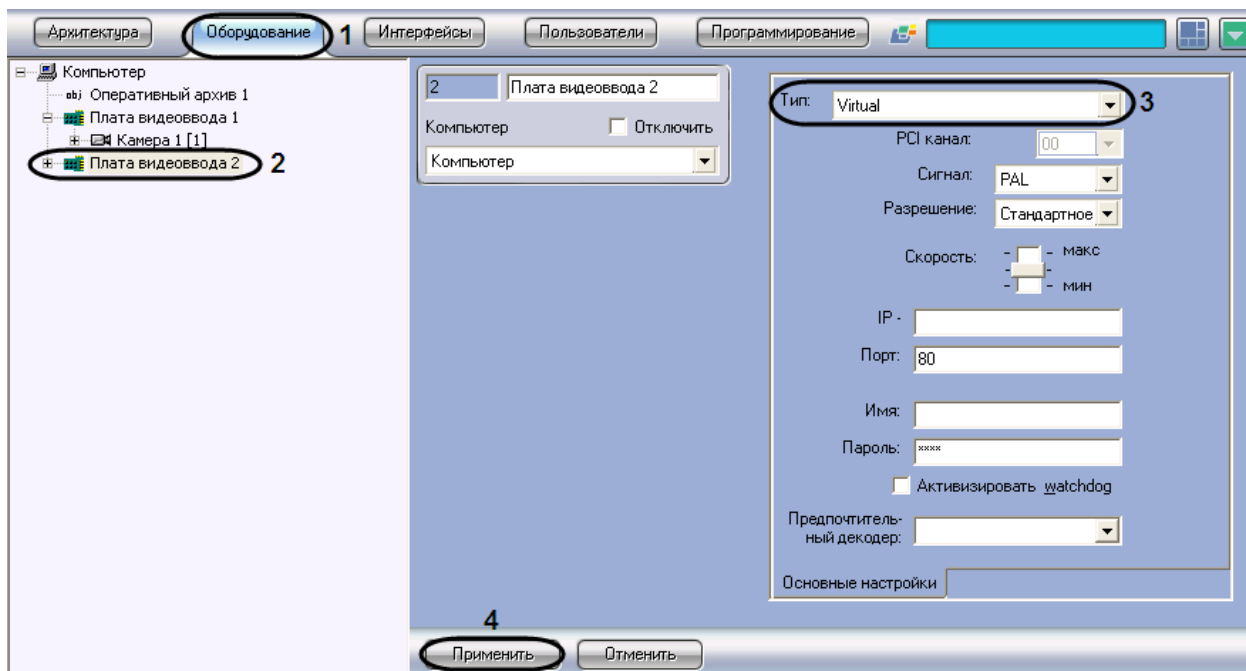 Архитектура Оборудование 1 Интерфейсы Пользователи Программирование
Компьютер
obj Оперативный архив 1
Плата видеоввода 1
Камера 1 [1]
Плата видеоввода 2 2
2 Плата видеоввода 2
Компьютер Отключить
Компьютер
Тип: Virtual 3
PCI канал: 00
Сигнал: PAL
Разрешение: Стандартное
Скорость: - - макс
- -
- - мин
IP -
Порт: 80
Имя:
Пароль: ****
Активизировать watchdog
Предпочтитель-
ный декодер:
Основные настройки
4
Применить Отменить